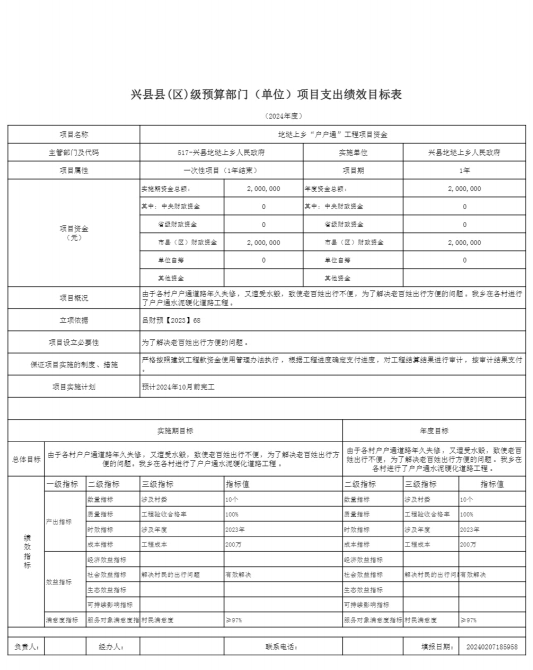 兴县县(区)级预算部门（单位）项目支出绩效目标表
（2024年度）
项目名称 圪垯上乡“户户通”工程项目资金
主管部门及代码 517-兴县圪垯上乡人民政府 实施单位 兴县圪垯上乡人民政府
项目属性 一次性项目（1年结束） 项目期 1年
项目资金
（元）
实施期资金总额： 2,000,000 年度资金总额： 2,000,000
其中：中央财政资金 0 其中：中央财政资金 0
省级财政资金 0 省级财政资金 0
市县（区）财政资金 2,000,000 市县（区）财政资金 2,000,000
单位自筹 0 单位自筹 0
其他资金 其他资金
项目概况 由于各村户户通道路年久失修，又遭受水毁，致使老百姓出行不便，为了解决老百姓出行方便的问题。我乡在各村进行
了户户通水泥硬化道路工程。
立项依据 吕财预【2023】68
项目设立必要性 为了解决老百姓出行方便的问题。
保证项目实施的制度、措施 严格按照建筑工程款资金使用管理办法执行，根据工程进度确定支付进度，对工程结算结果进行审计，按审计结果支付
。
项目实施计划 预计2024年10月前完工
实施期目标 年度目标
总体目标 由于各村户户通道路年久失修，又遭受水毁，致使老百姓出行不便，为了解决老百姓出行方
便的问题。我乡在各村进行了户户通水泥硬化道路工程。
由于各村户户通道路年久失修，又遭受水毁，致使老百
姓出行不便，为了解决老百姓出行方便的问题。我乡在
各村进行了户户通水泥硬化道路工程。
绩效指标
一级指标 二级指标 三级指标 指标值 二级指标 三级指标 指标值
产出指标
数量指标 涉及村委 10个 数量指标 涉及村委 10个
质量指标 工程验收合格率 100% 质量指标 工程验收合格率 100%
时效指标 涉及年度 2023年 时效指标 涉及年度 2023年
成本指标 工程成本 200万 成本指标 工程成本 200万
效益指标
经济效益指标 经济效益指标
社会效益指标 解决村民的出行问题 有效解决 社会效益指标 解决村民的出行问 有效解决
生态效益指标 生态效益指标
可持续影响指标 可持续影响指标
满意度指标 服务对象满意度指 村民满意度 ≥97% 服务对象满意度指标 村民满意度 ≥97%
负责人： 经办人： 联系电话： 填报日期： 20240207185958